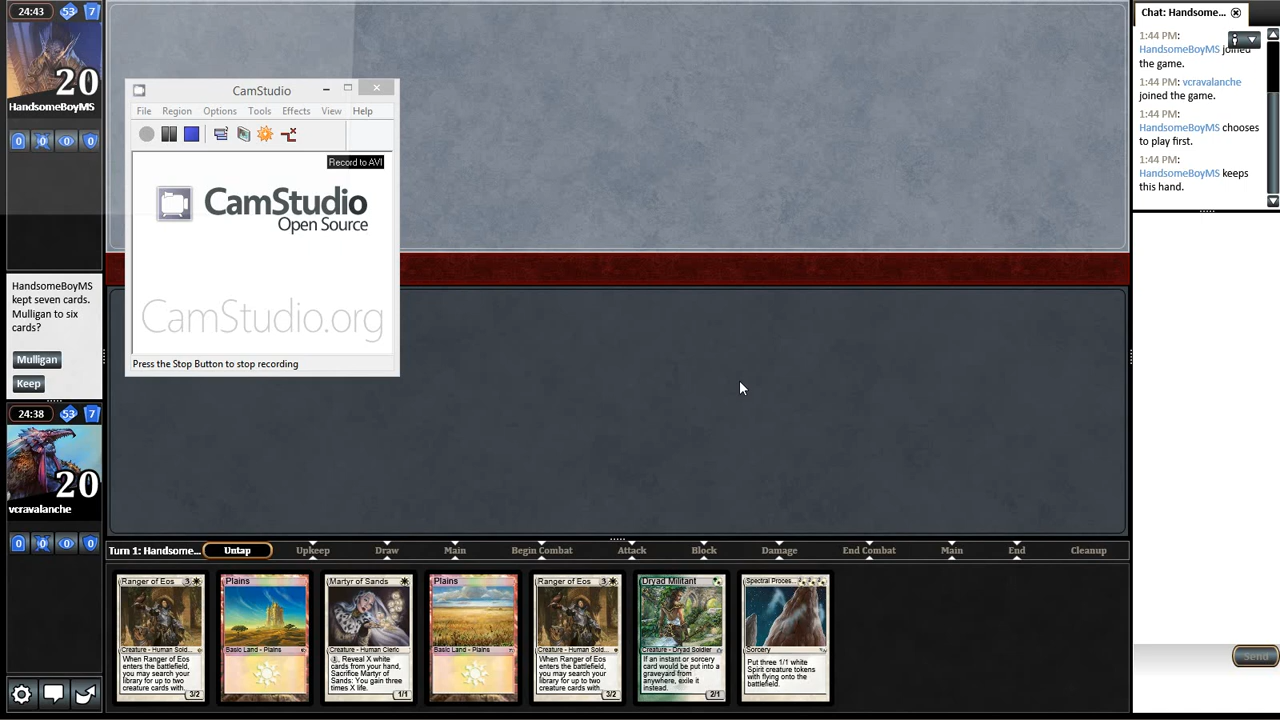 24:43 53 7
20
HandsomeBoyMS
0 0 0 0
HandsomeBoyMS
kept seven cards.
Mulligan to six
cards?
Mulligan
Keep
24:38 53 7
20
vcravalanche
0 0 0 0
CamStudio
File Region Options Tools Effects View Help
Record to AVI
CamStudio
Open Source
CamStudio.org
Press the Stop Button to stop recording
Chat: Handsome...
1:44 PM:
HandsomeBoyMS joined
the game.
1:44 PM: vcravalanche
joined the game.
1:44 PM:
HandsomeBoyMS chooses
to play first.
1:44 PM:
HandsomeBoyMS keeps
this hand.
Send
Turn 1: Handsome... Untap Upkeep Draw Main Begin Combat Attack Block Damage End Combat Main End Cleanup
Ranger of Eos 3
Creature - Human Sold...
When Ranger of Eos
enters the battlefield,
you may search your
library for up to two
creature cards with
3/2
Plains
Basic Land - Plains
Martyr of Sands
Creature - Human Cleric
1, Reveal X white
cards from your hand,
Sacrifice Martyr of
Sands: You gain three
times X life.
1/1
Plains
Basic Land - Plains
Ranger of Eos 3
Creature - Human Sold...
When Ranger of Eos
enters the battlefield,
you may search your
library for up to two
creature cards with
3/2
Dryad Militant
Creature - Dryad Soldier
If an instant or sorcery
card would be put into a
graveyard from
anywhere, exile it
instead.
2/1
Spectral Proces...
Sorcery
Put three 1/1 white
Spirit creature tokens
with flying onto the
battlefield.